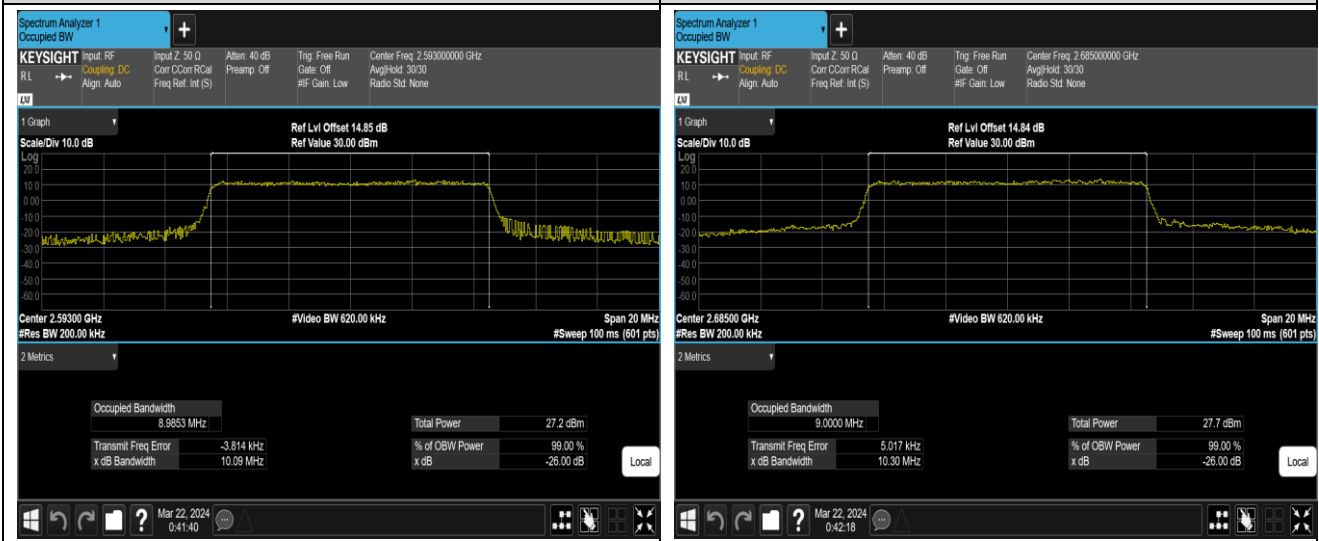 Spectrum Analyzer 1
Occupied BW
+
KEYSIGHT Input: RF Input Z: 50 Ω Atten: 40 dB Trig: Free Run Center Freq: 2.593000000 GHz
RL Coupling: DC Corr CCorr RCal Preamp: Off Gate: Off Avg|Hold: 30/30
Align: Auto Freq Ref: Int (S) #IF Gain: Low Radio Std: None
LXI
1 Graph
Ref Lvl Offset 14.85 dB
Scale/Div 10.0 dB Ref Value 30.00 dBm
Log
20.0
10.0
0.00
-10.0
-20.0
-30.0
-40.0
-50.0
-60.0
Center 2.59300 GHz #Video BW 620.00 kHz Span 20 MHz
#Res BW 200.00 kHz #Sweep 100 ms (601 pts)
2 Metrics
Occupied Bandwidth
8.9853 MHz Total Power 27.2 dBm
Transmit Freq Error -3.814 kHz % of OBW Power 99.00 %
x dB Bandwidth 10.09 MHz x dB -26.00 dB
Local
? Mar 22, 2024
0:41:40
Spectrum Analyzer 1
Occupied BW
+
KEYSIGHT Input: RF Input Z: 50 Ω Atten: 40 dB Trig: Free Run Center Freq: 2.685000000 GHz
RL Coupling: DC Corr CCorr RCal Preamp: Off Gate: Off Avg|Hold: 30/30
Align: Auto Freq Ref: Int (S) #IF Gain: Low Radio Std: None
LXI
1 Graph
Ref Lvl Offset 14.84 dB
Scale/Div 10.0 dB Ref Value 30.00 dBm
Log
20.0
10.0
0.00
-10.0
-20.0
-30.0
-40.0
-50.0
-60.0
Center 2.68500 GHz #Video BW 620.00 kHz Span 20 MHz
#Res BW 200.00 kHz #Sweep 100 ms (601 pts)
2 Metrics
Occupied Bandwidth
9.0000 MHz Total Power 27.7 dBm
Transmit Freq Error 5.017 kHz % of OBW Power 99.00 %
x dB Bandwidth 10.30 MHz x dB -26.00 dB
Local
? Mar 22, 2024
0:42:18